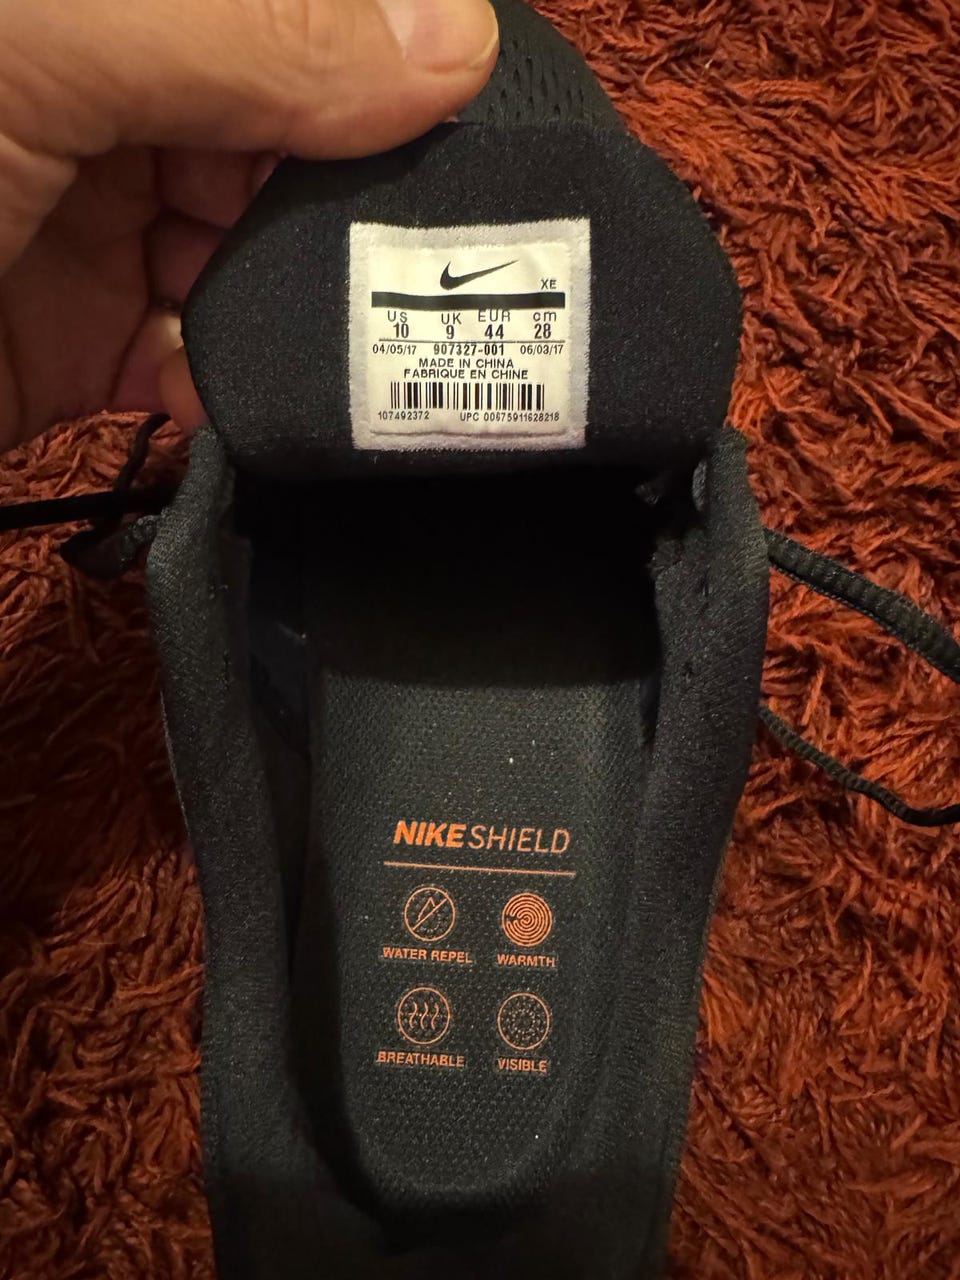 XE
US UK EUR cm
10 9 44 28
04/05/17 907327-001 06/03/17
MADE IN CHINA
FABRIQUE EN CHINE
107492372 UPC 00675911628218
NIKESHIELD
WATER REPEL WARMTH
BREATHABLE VISIBLE